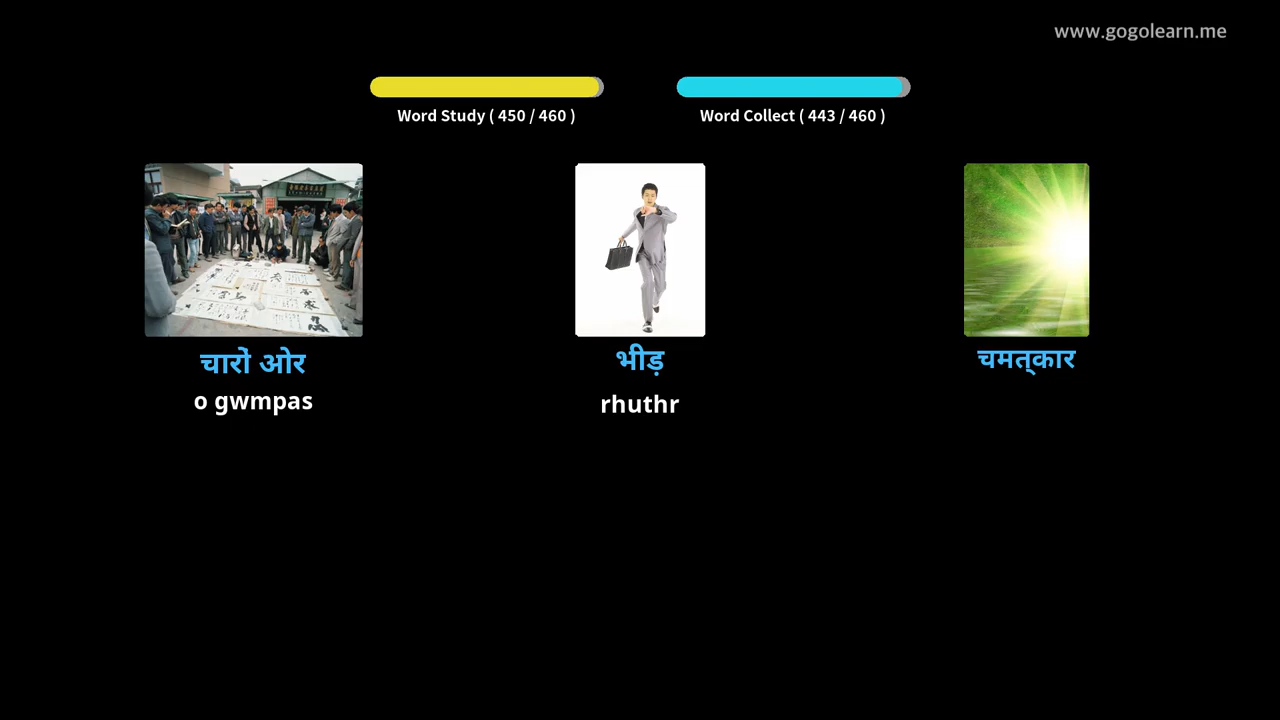 www.gogolearn.me
Word Study ( 450 / 460 )
Word Collect ( 443 / 460 )
चारों ओर
भीड़
चमत्कार
o gwmpas
rhuthr